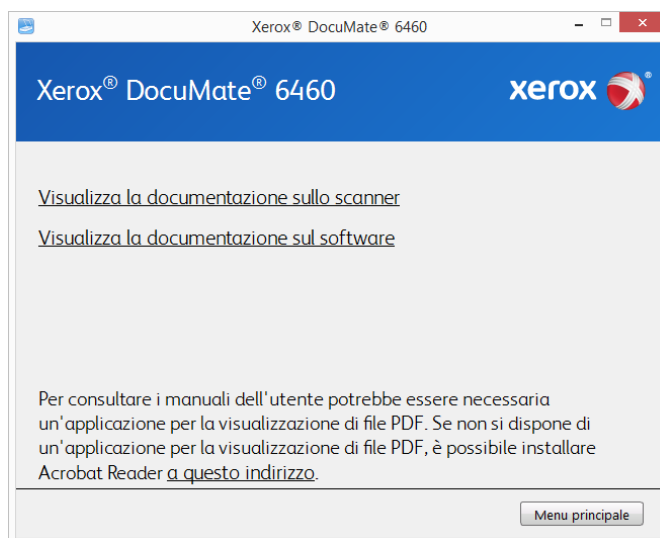 Xerox® DocuMate® 6460
Xerox® DocuMate® 6460
xerox ®
Visualizza la documentazione sullo scanner
Visualizza la documentazione sul software
Per consultare i manuali dell'utente potrebbe essere necessaria
un'applicazione per la visualizzazione di file PDF. Se non si dispone di
un'applicazione per la visualizzazione di file PDF, è possibile installare
Acrobat Reader a questo indirizzo.
Menu principale